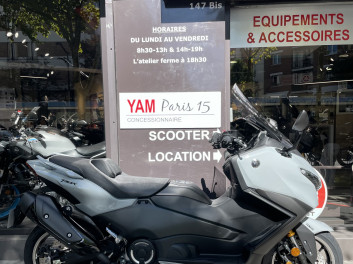 147 Bis
HORAIRES
DU LUNDI AU VENDREDI
8h30-13h & 14h-19h
L'atelier ferme à 18h30
EQUIPEMENTS
& ACCESSOIRES
YAM Paris 15
CONCESSIONNAIRE
SCOOTER
LOCATION